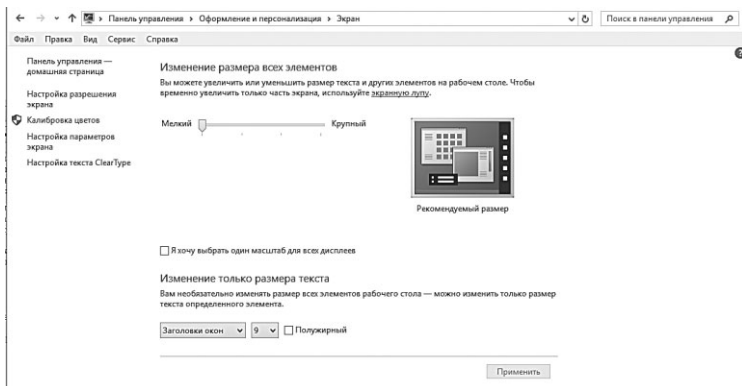 Панель управления › Оформление и персонализация › Экран
Поиск в панели управления
Файл Правка Вид Сервис Справка
Панель управления —
домашняя страница
Настройка разрешения
экрана
Калибровка цветов
Настройка параметров
экрана
Настройка текста ClearType
Изменение размера всех элементов
Вы можете увеличить или уменьшить размер текста и других элементов на рабочем столе. Чтобы
временно увеличить только часть экрана, используйте экранную лупу.
Мелкий Крупный
Рекомендуемый размер
Я хочу выбрать один масштаб для всех дисплеев
Изменение только размера текста
Вам необязательно изменять размер всех элементов рабочего стола — можно изменить только размер
текста определенного элемента.
Заголовки окон 9 Полужирный
Применить